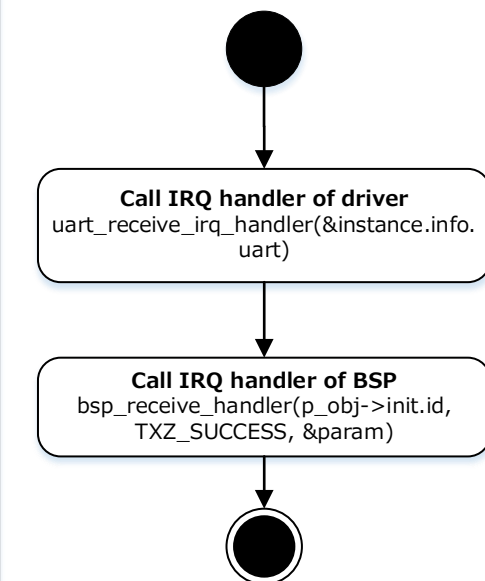 Call IRQ handler of driver
uart_receive_irq_handler(&instance.info.
uart)
Call IRQ handler of BSP
bsp_receive_handler(p_obj->init.id,
TXZ_SUCCESS, &param)